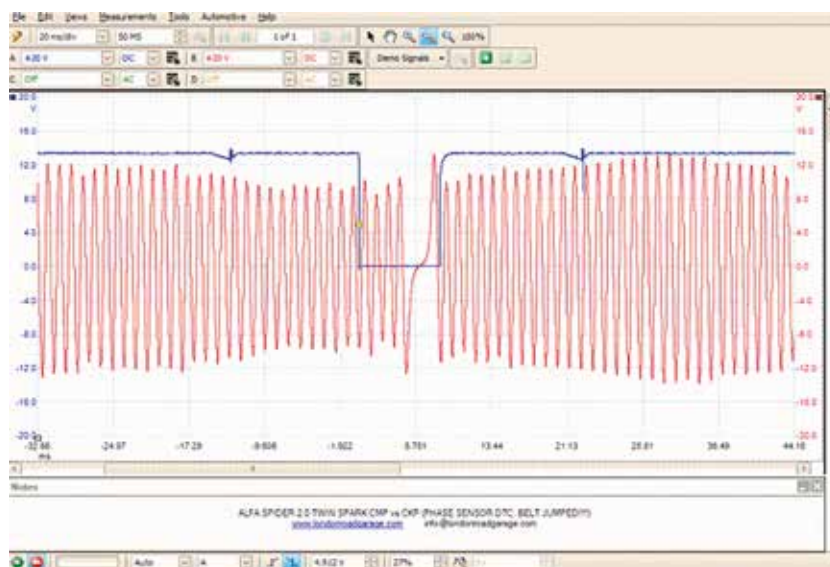 File Edit Views Measurements Tools Automotive Help
20 ms/div 50 MS 1 of 1 100%
A DC B DC Demo Signals
C Off AC D
20.0 20.0
V V
16.0 16.0
12.0 12.0
8.0 8.0
4.0 4.0
0.0 0.0
-4.0 -4.0
-8.0 -8.0
-12.0 -12.0
-16.0 -16.0
-20.0 -20.0
-24.97 -17.29 -9.606 -1.922 5.761 13.44 21.13 28.81 36.49 44.18
ms
Notes
ALFA SPIDER 2.0 TWIN SPARK CMP vs CKP (PHASE SENSOR DTC, BELT JUMPED!!!)
www.londonroadgarage.com info@londonroadgarage.com
Auto A 27%